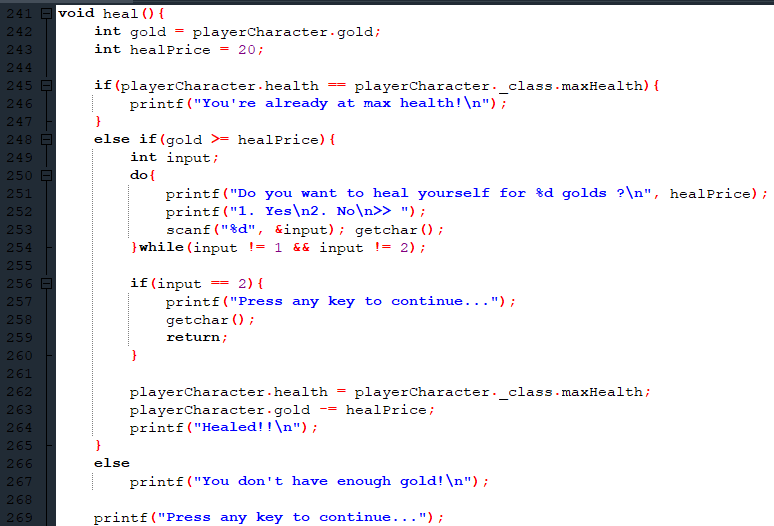 241 void heal(){
242 int gold = playerCharacter.gold;
243 int healPrice = 20;
244
245 if(playerCharacter.health == playerCharacter._class.maxHealth){
246 printf("You're already at max health!\n");
247 }
248 else if(gold >= healPrice){
249 int input;
250 do{
251 printf("Do you want to heal yourself for %d golds ?\n", healPrice);
252 printf("1. Yes\n2. No\n>> ");
253 scanf("%d", &input); getchar();
254 }while(input != 1 && input != 2);
255
256 if(input == 2){
257 printf("Press any key to continue...");
258 getchar();
259 return;
260 }
261
262 playerCharacter.health = playerCharacter._class.maxHealth;
263 playerCharacter.gold -= healPrice;
264 printf("Healed!!\n");
265 }
266 else
267 printf("You don't have enough gold!\n");
268
269 printf("Press any key to continue...");